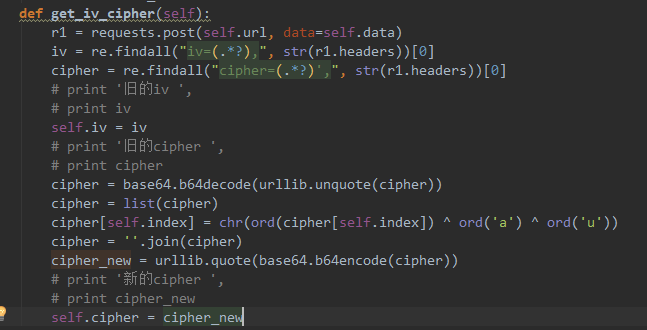 def get_iv_cipher(self):
    r1 = requests.post(self.url, data=self.data)
    iv = re.findall("iv=(.*?),", str(r1.headers))[0]
    cipher = re.findall("cipher=(.*?)',", str(r1.headers))[0]
    # print '旧的iv ',
    # print iv
    self.iv = iv
    # print '旧的cipher ',
    # print cipher
    cipher = base64.b64decode(urllib.unquote(cipher))
    cipher = list(cipher)
    cipher[self.index] = chr(ord(cipher[self.index]) ^ ord('a') ^ ord('u'))
    cipher = ''.join(cipher)
    cipher_new = urllib.quote(base64.b64encode(cipher))
    # print '新的cipher ',
    # print cipher_new
    self.cipher = cipher_new